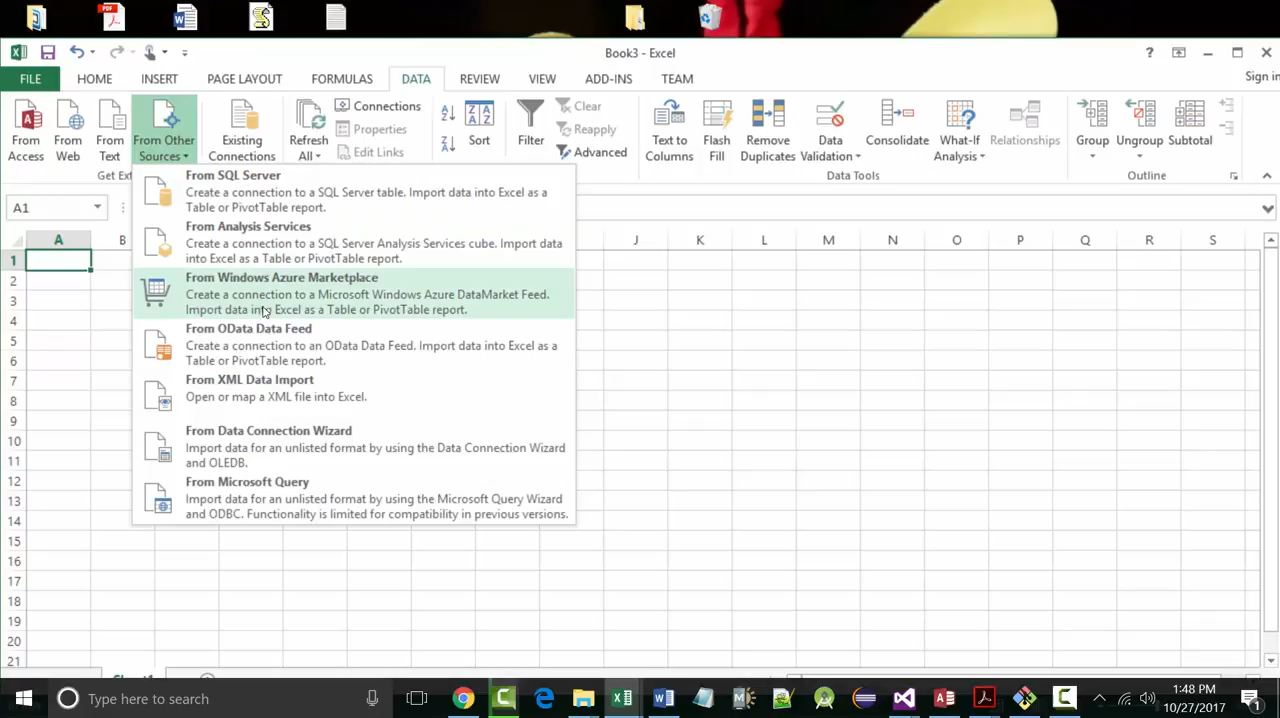 PDF
Book3 - Excel
?
FILE HOME INSERT PAGE LAYOUT FORMULAS DATA REVIEW VIEW ADD-INS TEAM Sign in
From Access
From Web
From Text
From Other Sources
Existing Connections
Refresh All
Connections
Properties
Edit Links
Sort
Filter
Clear
Reapply
Advanced
Text to Columns
Flash Fill
Remove Duplicates
Data Validation
Consolidate
What-If Analysis
Relationships
Group
Ungroup
Subtotal
Get Ex
Data Tools
Outline
A1
From SQL Server
Create a connection to a SQL Server table. Import data into Excel as a
Table or PivotTable report.
From Analysis Services
Create a connection to a SQL Server Analysis Services cube. Import data
into Excel as a Table or PivotTable report.
From Windows Azure Marketplace
Create a connection to a Microsoft Windows Azure DataMarket Feed.
Import data into Excel as a Table or PivotTable report.
From OData Data Feed
Create a connection to an OData Data Feed. Import data into Excel as a
Table or PivotTable report.
From XML Data Import
Open or map a XML file into Excel.
From Data Connection Wizard
Import data for an unlisted format by using the Data Connection Wizard
and OLEDB.
From Microsoft Query
Import data for an unlisted format by using the Microsoft Query Wizard
and ODBC. Functionality is limited for compatibility in previous versions.
A B J K L M N O P Q R S
1
2
3
4
5
6
7
8
9
10
11
12
13
14
15
16
17
18
19
20
21
Type here to search
1:48 PM
10/27/2017